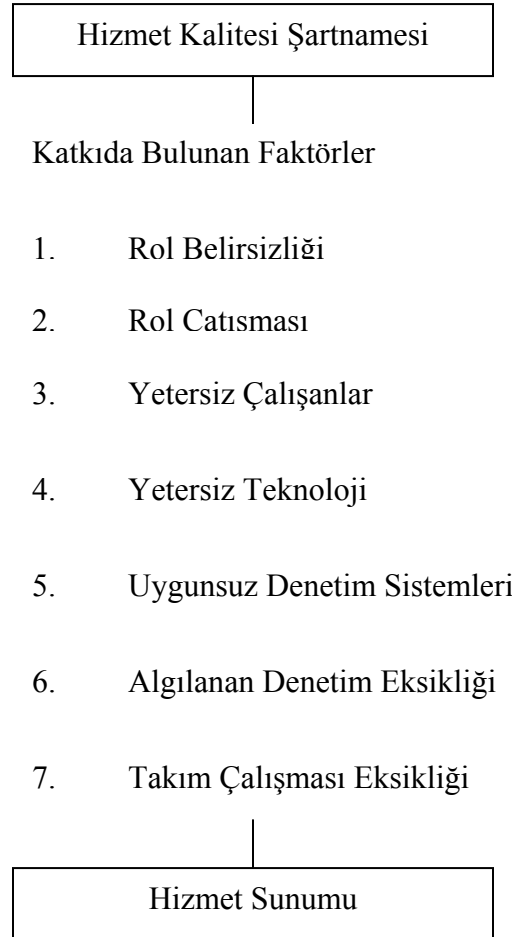 Hizmet Kalitesi Şartnamesi
Katkıda Bulunan Faktörler
1. Rol Belirsizliği
2. Rol Catısması
3. Yetersiz Çalışanlar
4. Yetersiz Teknoloji
5. Uygunsuz Denetim Sistemleri
6. Algılanan Denetim Eksikliği
7. Takım Çalışması Eksikliği
Hizmet Sunumu